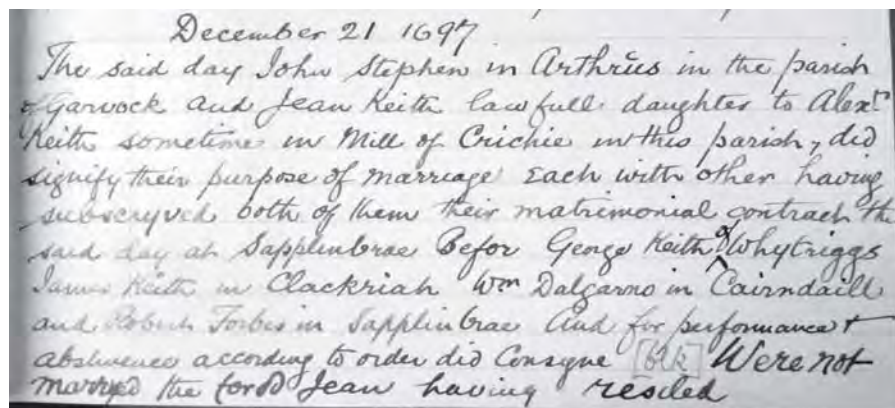 December 21 1697
The said day John Stephen in Arthrūs in the parish
of Garvock and Jean Keith lawfull daughter to Alexr
Keith sometime in Mill of Crichie in this parish, did
signify their purpose of marriage Each with other having
subscryved both of them their matrimonial contract the
said day at Sapplinbrae Befor George Keith of Whytriggs
James Keith in Clackriah Wm Dalgarno in Cairndaill
and Robert Forbes in Sapplinbrae And for performance &
abstinence according to order did Consyne Were not
marryed the Jean having resiled